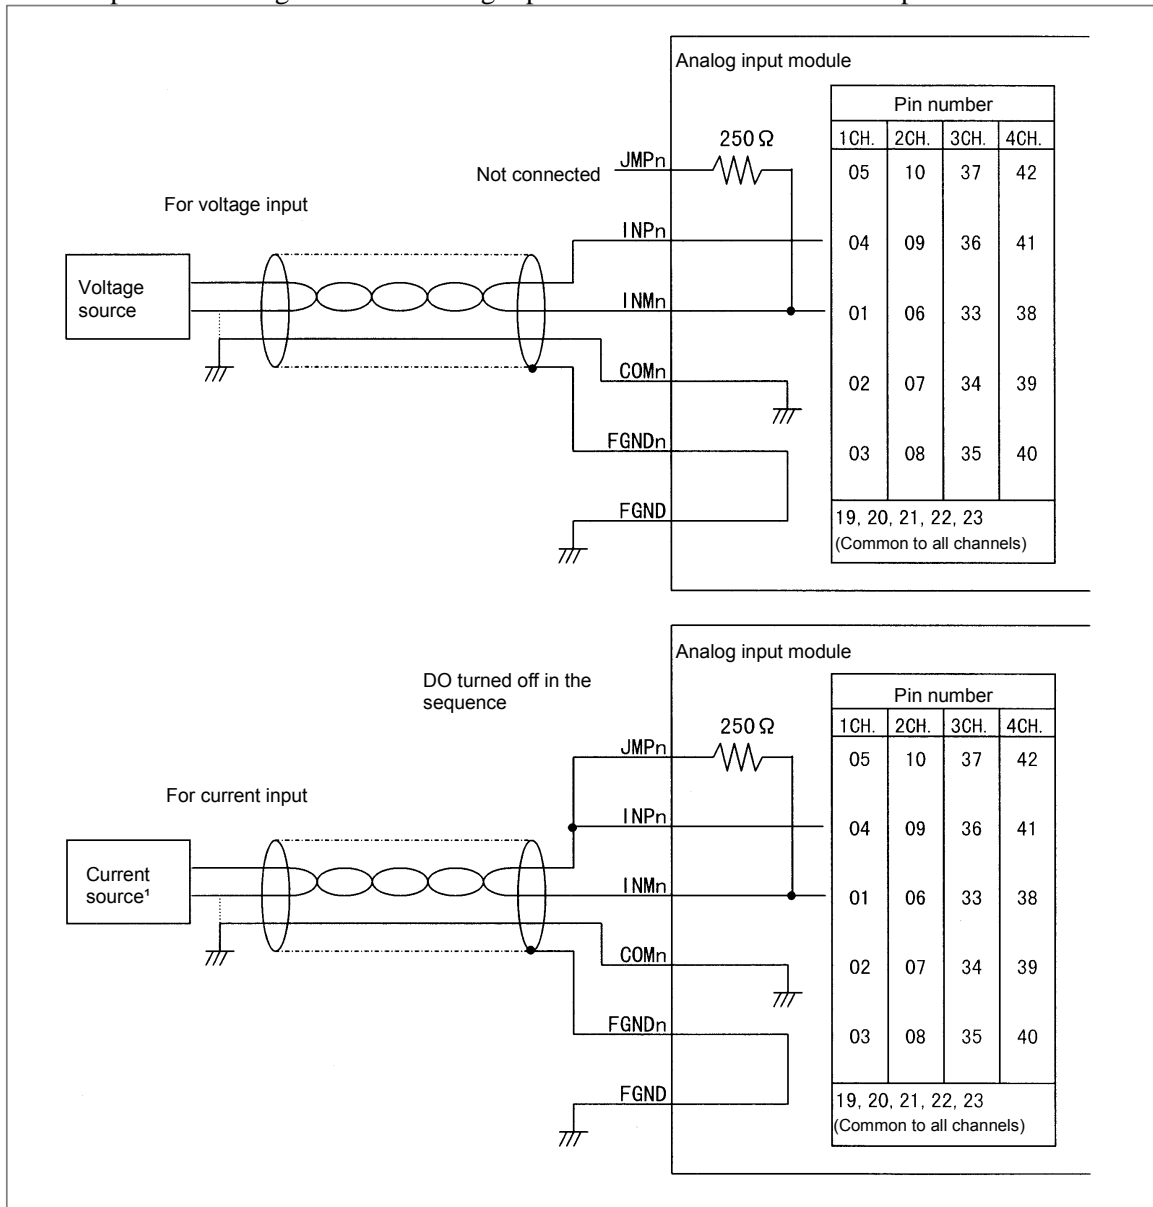 Analog input module
Pin number
1CH. 2CH. 3CH. 4CH.
250Ω
JMPn
Not connected
05 10 37 42
For voltage input
INPn
04 09 36 41
Voltage
source
INMn
01 06 33 38
COMn
02 07 34 39
FGNDn
03 08 35 40
FGND
19, 20, 21, 22, 23
(Common to all channels)
Analog input module
DO turned off in the
sequence
Pin number
1CH. 2CH. 3CH. 4CH.
250Ω
JMPn
05 10 37 42
For current input
INPn
04 09 36 41
Current
source¹
INMn
01 06 33 38
COMn
02 07 34 39
FGNDn
03 08 35 40
FGND
19, 20, 21, 22, 23
(Common to all channels)